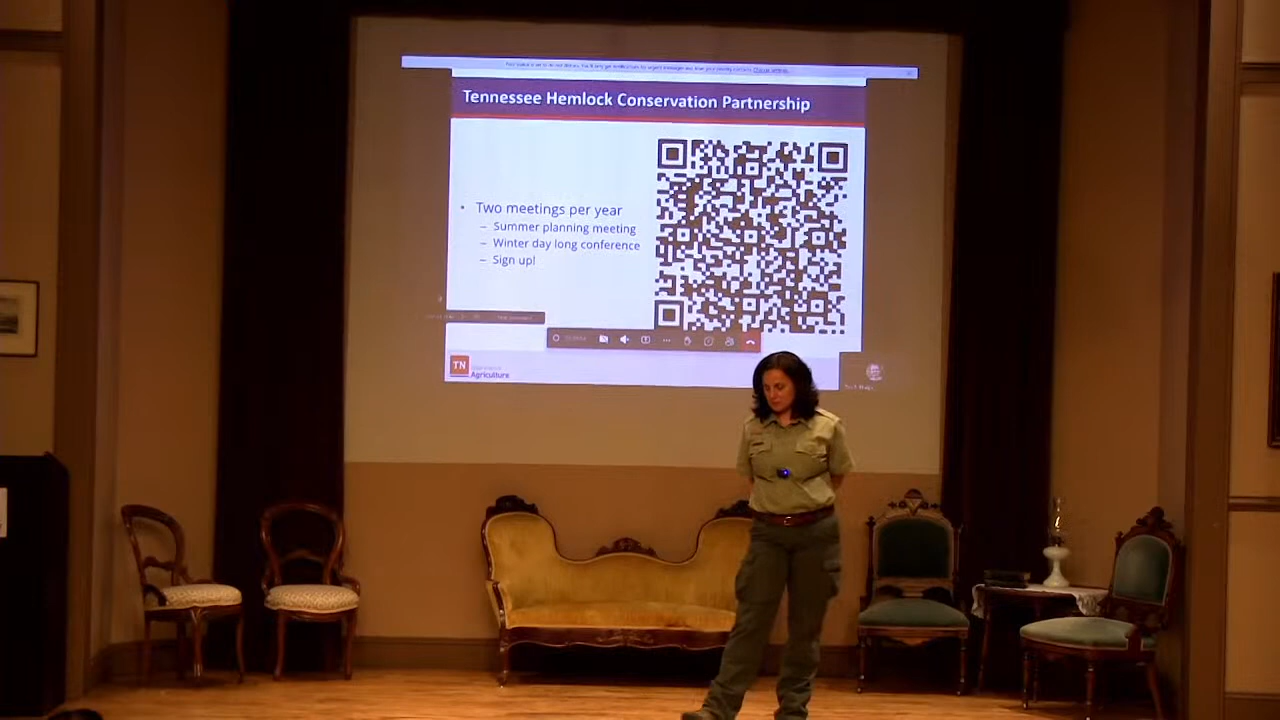 Tennessee Hemlock Conservation Partnership
• Two meetings per year
– Summer planning meeting
– Winter day long conference
– Sign up!
TN
Agriculture